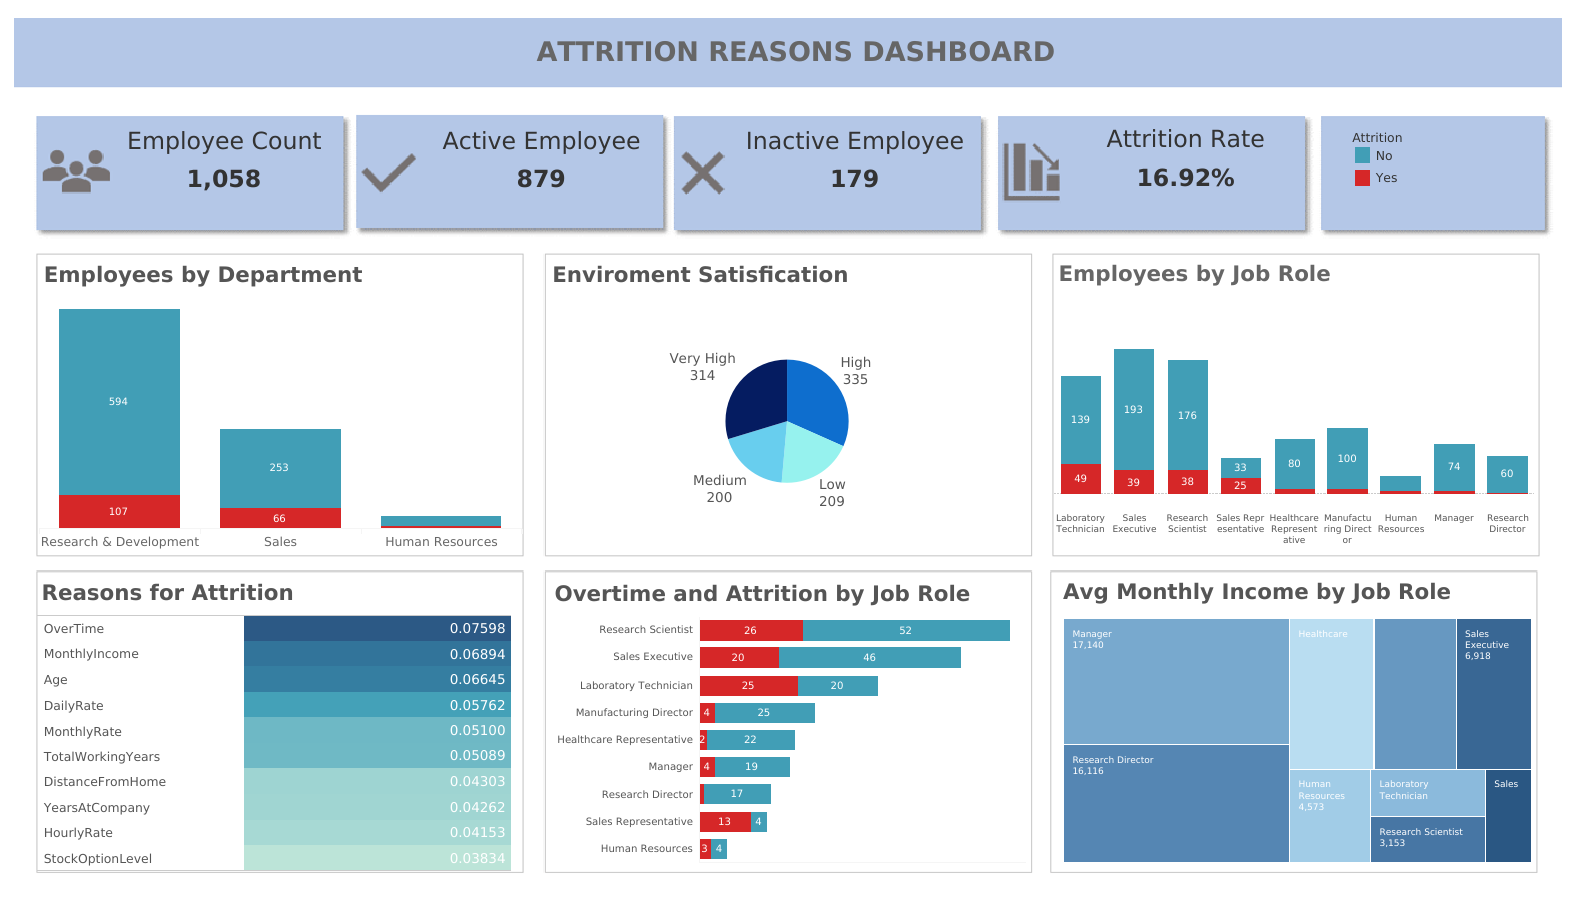 ATTRITION REASONS DASHBOARD
Employee Count
1,058
Active Employee
879
Inactive Employee
179
Attrition Rate
16.92%
Attrition
No
Yes
Employees by Department
594
107
253
66
Research & Development
Sales
Human Resources
Enviroment Satisfication
Very High
314
High
335
Medium
200
Low
209
Employees by Job Role
139
49
193
39
176
38
33
25
80
100
74
60
Laboratory
Technician
Sales
Executive
Research
Scientist
Sales Repr
esentative
Healthcare
Represent
ative
Manufactu
ring Direct
or
Human
Resources
Manager
Research
Director
Reasons for Attrition
OverTime 0.07598
MonthlyIncome 0.06894
Age 0.06645
DailyRate 0.05762
MonthlyRate 0.05100
TotalWorkingYears 0.05089
DistanceFromHome 0.04303
YearsAtCompany 0.04262
HourlyRate 0.04153
StockOptionLevel 0.03834
Overtime and Attrition by Job Role
Research Scientist 26 52
Sales Executive 20 46
Laboratory Technician 25 20
Manufacturing Director 4 25
Healthcare Representative 2 22
Manager 4 19
Research Director 17
Sales Representative 13 4
Human Resources 3 4
Avg Monthly Income by Job Role
Manager
17,140
Research Director
16,116
Healthcare
Sales
Executive
6,918
Human
Resources
4,573
Laboratory
Technician
Research Scientist
3,153
Sales